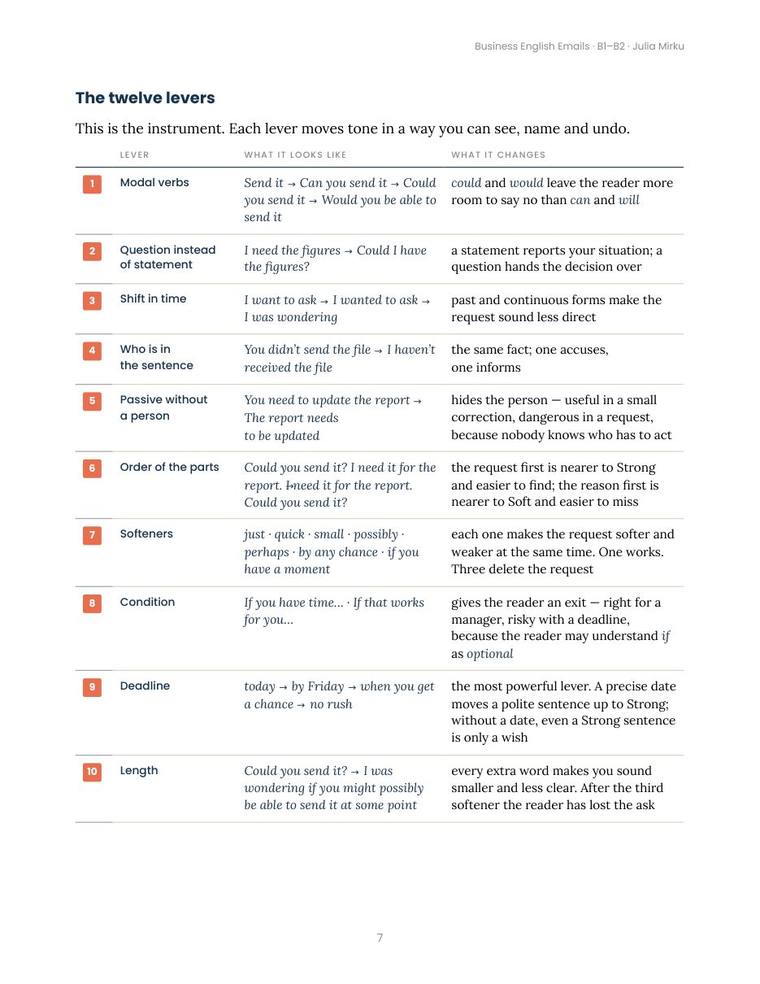 Business English Emails · B1–B2 · Julia Mirku
The twelve levers
This is the instrument. Each lever moves tone in a way you can see, name and undo.
LEVER WHAT IT LOOKS LIKE WHAT IT CHANGES
1 Modal verbs Send it → Can you send it → Could could and would leave the reader more
you send it → Would you be able to room to say no than can and will
send it
2 Question instead I need the figures → Could I have a statement reports your situation; a
of statement the figures? question hands the decision over
3 Shift in time I want to ask → I wanted to ask → past and continuous forms make the
I was wondering request sound less direct
4 Who is in You didn’t send the file → I haven’t the same fact; one accuses,
the sentence received the file one informs
5 Passive without You need to update the report → hides the person — useful in a small
a person The report needs correction, dangerous in a request,
to be updated because nobody knows who has to act
6 Order of the parts Could you send it? I need it for the the request first is nearer to Strong
report. I need it for the report. and easier to find; the reason first is
Could you send it? nearer to Soft and easier to miss
7 Softeners just · quick · small · possibly · each one makes the request softer and
perhaps · by any chance · if you weaker at the same time. One works.
have a moment Three delete the request
8 Condition If you have time… · If that works gives the reader an exit — right for a
for you… manager, risky with a deadline,
because the reader may understand if
as optional
9 Deadline today → by Friday → when you get the most powerful lever. A precise date
a chance → no rush moves a polite sentence up to Strong;
without a date, even a Strong sentence
is only a wish
10 Length Could you send it? → I was every extra word makes you sound
wondering if you might possibly smaller and less clear. After the third
be able to send it at some point softener the reader has lost the ask
7